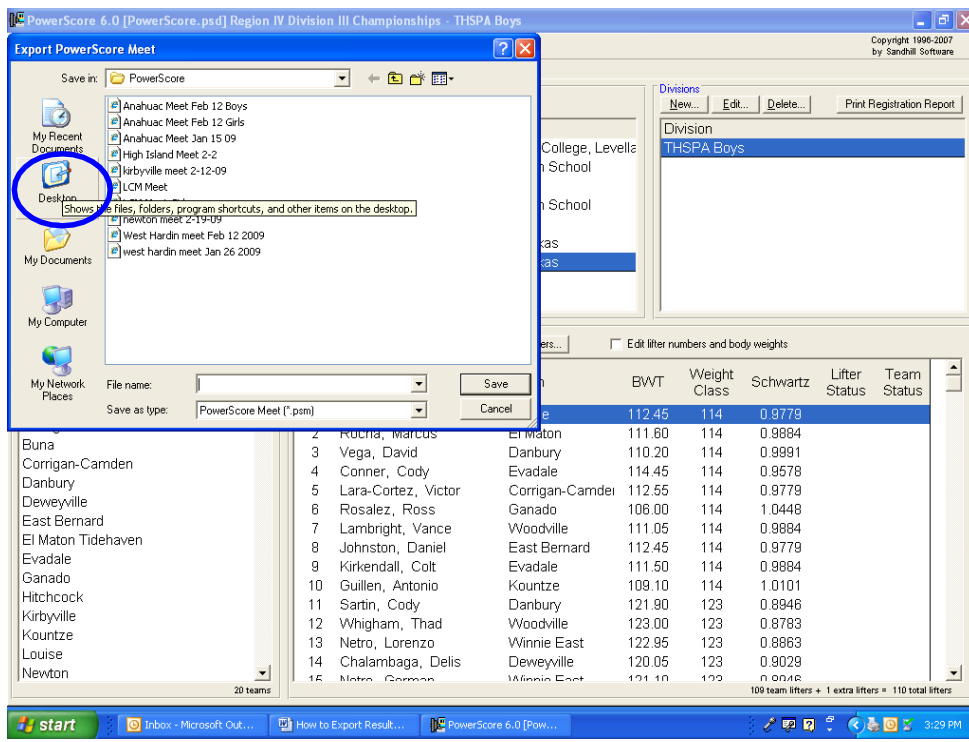 PowerScore 6.0 [PowerScore.psd] Region IV Division III Championships - THSPA Boys
Copyright 1996-2007
by Sandhill Software
Export PowerScore Meet
Save in: PowerScore
My Recent
Documents
Desktop
My Documents
My Computer
My Network
Places
Anahuac Meet Feb 12 Boys
Anahuac Meet Feb 12 Girls
Anahuac Meet Jan 15 09
High Island Meet 2-2
kirbyville meet 2-12-09
LCM Meet
Shows the files, folders, program shortcuts, and other items on the desktop.
newton meet 2-19-09
West Hardin meet Feb 12 2009
west hardin meet Jan 26 2009
File name:
Save
Save as type: PowerScore Meet (*.psm)
Cancel
College, Levella
School
School
kas
kas
Divisions
New... Edit... Delete... Print Registration Report
Division
THSPA Boys
ers...
Edit lifter numbers and body weights
BWT Weight Class Schwartz Lifter Status Team Status
e 112.45 114 0.9779
2 Rocha, Marcus El Maton 111.60 114 0.9884
3 Vega, David Danbury 110.20 114 0.9991
4 Conner, Cody Evadale 114.45 114 0.9578
5 Lara-Cortez, Victor Corrigan-Camder 112.55 114 0.9779
6 Rosalez, Ross Ganado 106.00 114 1.0448
7 Lambright, Vance Woodville 111.05 114 0.9884
8 Johnston, Daniel East Bernard 112.45 114 0.9779
9 Kirkendall, Colt Evadale 111.50 114 0.9884
10 Guillen, Antonio Kountze 109.10 114 1.0101
11 Sartin, Cody Danbury 121.90 123 0.8946
12 Whigham, Thad Woodville 123.00 123 0.8783
13 Netro, Lorenzo Winnie East 122.95 123 0.8863
14 Chalambaga, Delis Deweyville 120.05 123 0.9029
15 Netro, German Winnie East 121.10 123 0.8946
Buna
Corrigan-Camden
Danbury
Deweyville
East Bernard
El Maton Tidehaven
Evadale
Ganado
Hitchcock
Kirbyville
Kountze
Louise
Newton
20 teams
109 team lifters + 1 extra lifters = 110 total lifters
start
Inbox - Microsoft Out...
How to Export Result...
PowerScore 6.0 [Pow...
3:29 PM